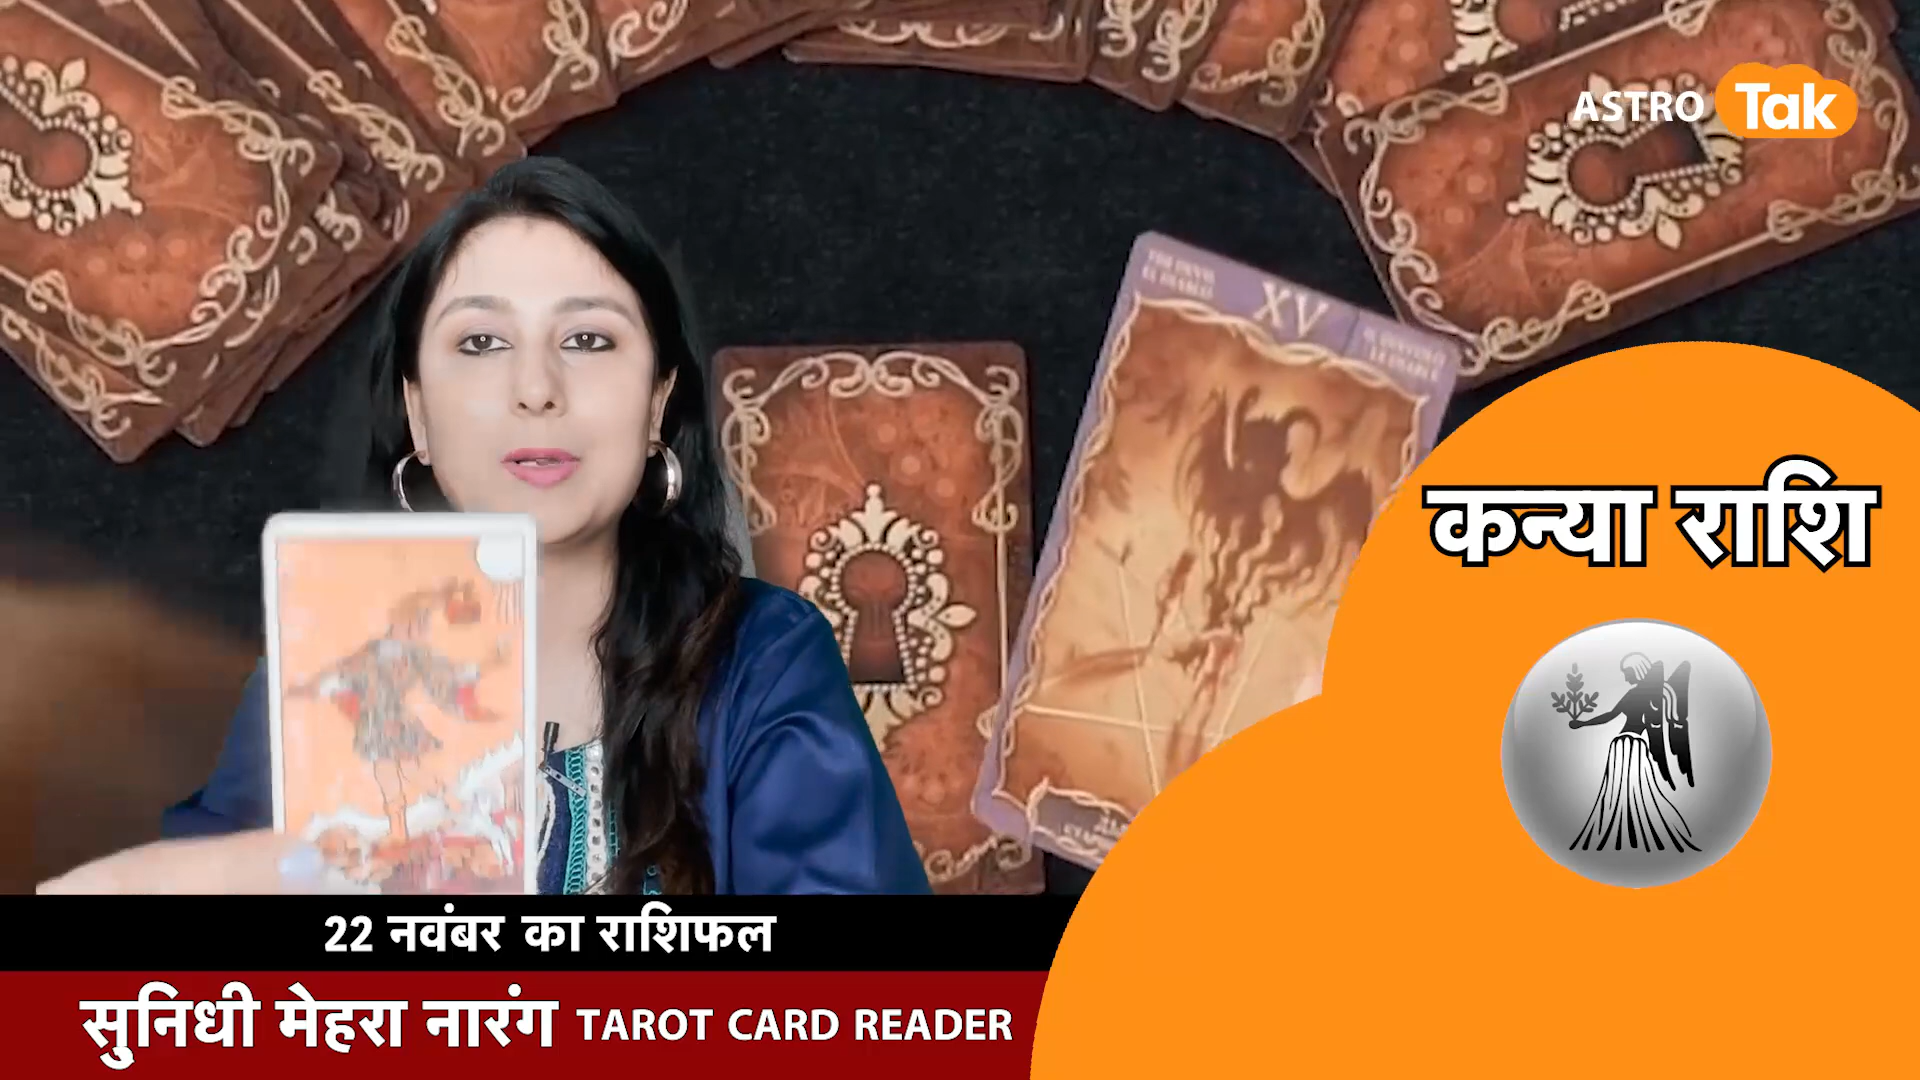 ASTRO Tak
XV
कन्या राशि
22 नवंबर का राशिफल
सुनिधी मेहरा नारंग TAROT CARD READER